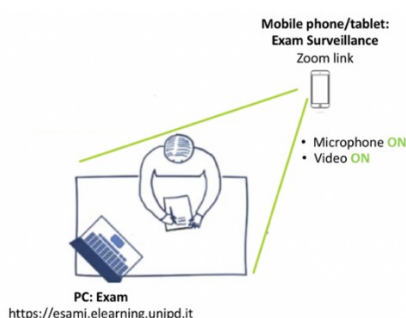 Mobile phone/tablet:
Exam Surveillance
Zoom link
• Microphone ON
• Video ON
PC: Exam
https://esami.elearning.unipd.it